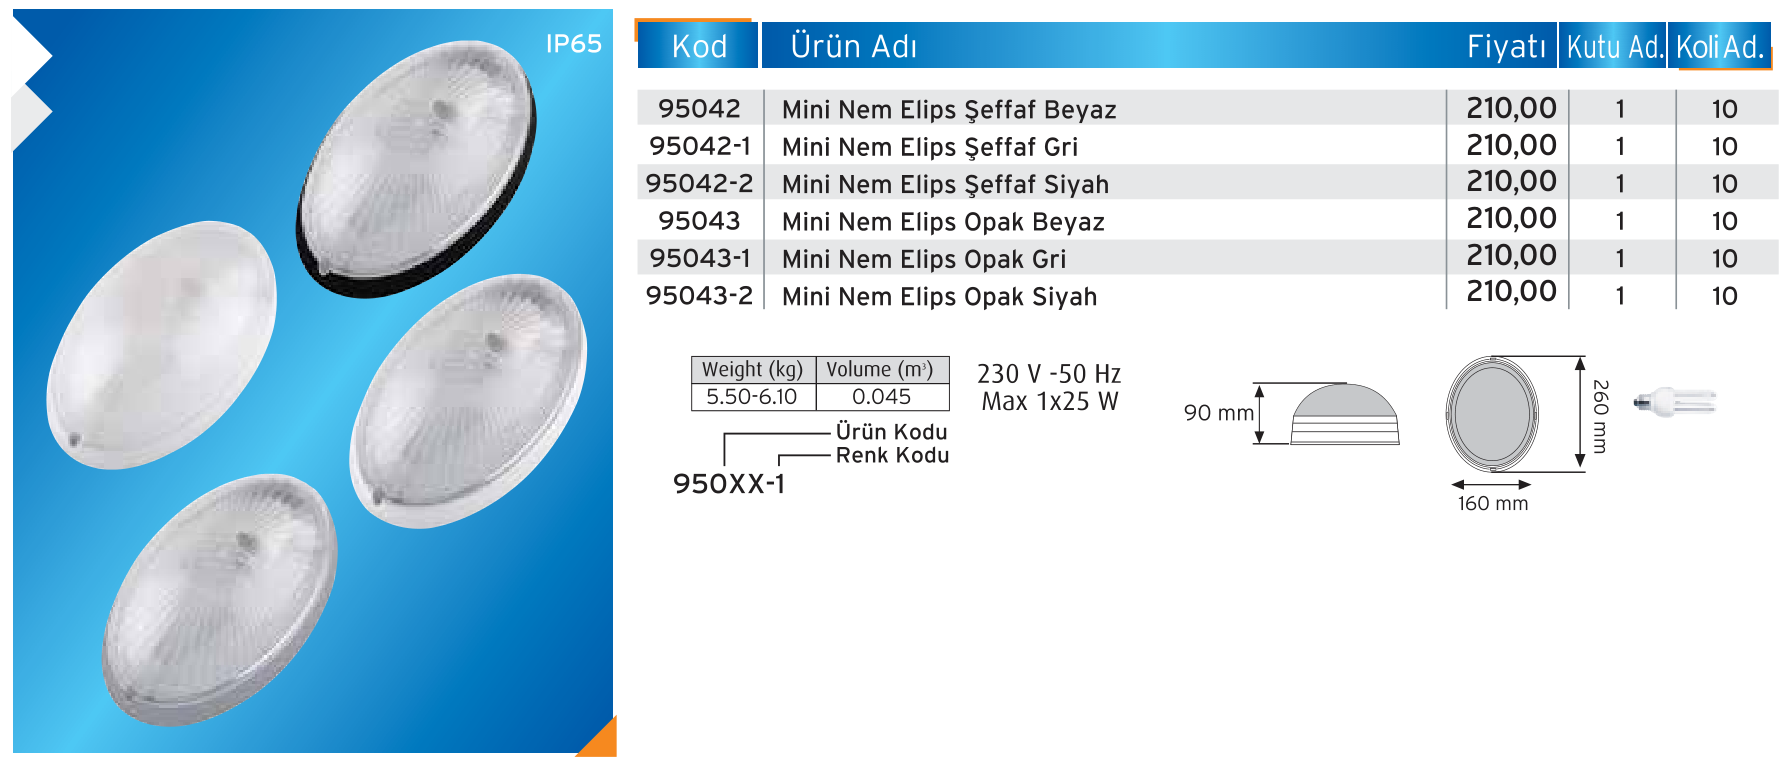 IP65
Kod Ürün Adı Fiyatı Kutu Ad. Koli Ad.
95042 Mini Nem Elips Şeffaf Beyaz 210,00 1 10
95042-1 Mini Nem Elips Şeffaf Gri 210,00 1 10
95042-2 Mini Nem Elips Şeffaf Siyah 210,00 1 10
95043 Mini Nem Elips Opak Beyaz 210,00 1 10
95043-1 Mini Nem Elips Opak Gri 210,00 1 10
95043-2 Mini Nem Elips Opak Siyah 210,00 1 10
Weight (kg) Volume (m³)
5.50-6.10 0.045
230 V -50 Hz
Max 1x25 W
Ürün Kodu
Renk Kodu
950XX-1
90 mm
260 mm
160 mm